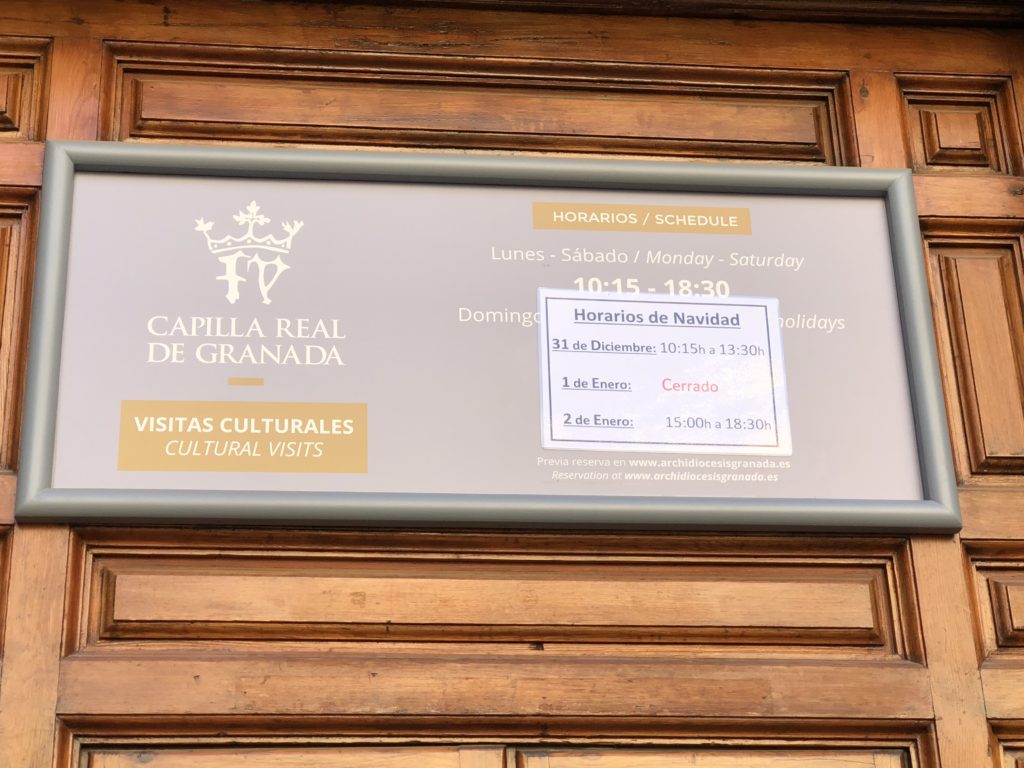 FY
CAPILLA REAL
DE GRANADA
VISITAS CULTURALES
CULTURAL VISITS
HORARIOS / SCHEDULE
Lunes - Sábado / Monday - Saturday
10:15 - 18:30
Domingo holidays
Horarios de Navidad
31 de Diciembre: 10:15h a 13:30h
1 de Enero: Cerrado
2 de Enero: 15:00h a 18:30h
Previa reserva en www.archidiocesisgranada.es
Reservation at www.archidiocesisgranada.es